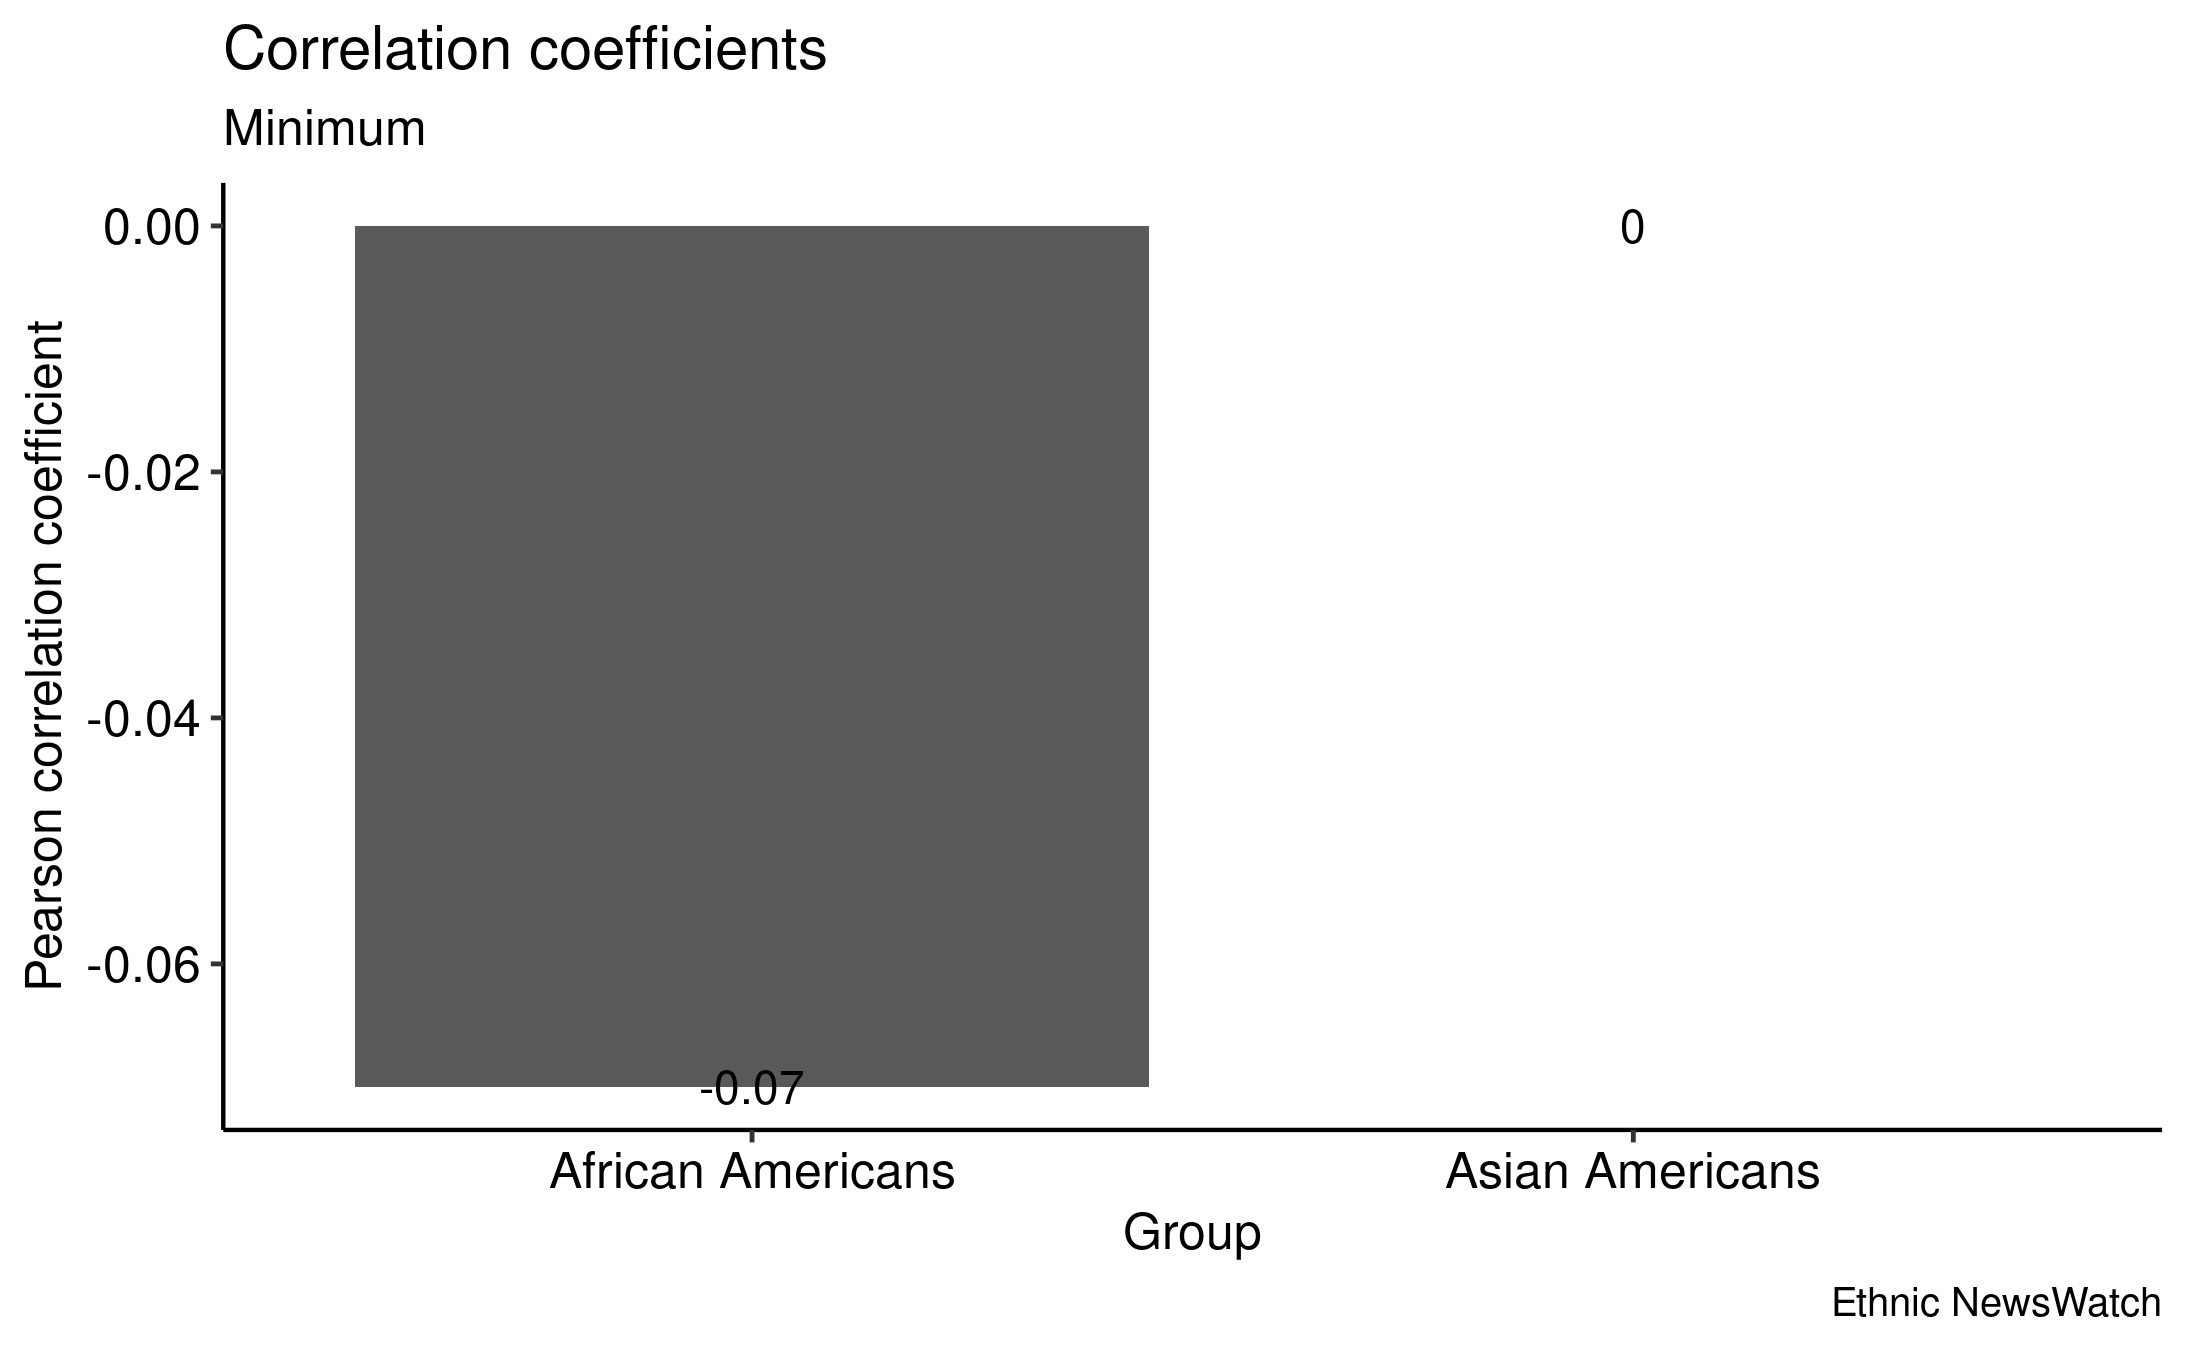 Correlation coefficients
Minimum
Pearson correlation coefficient
0.00
-0.02
-0.04
-0.06
0
-0.07
African Americans
Asian Americans
Group
Ethnic NewsWatch